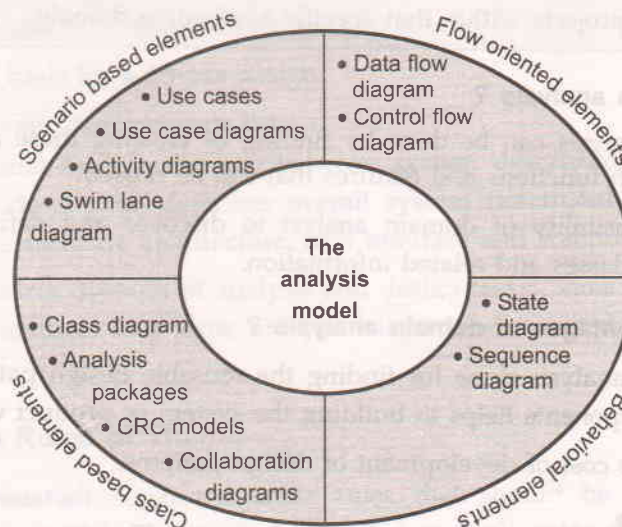 Scenario based elements
• Use cases
• Use case diagrams
• Activity diagrams
• Swim lane
diagram
Flow oriented elements
• Data flow
diagram
• Control flow
diagram
The
analysis
model
• Class diagram
• Analysis
packages
• CRC models
• Collaboration
diagrams
Class based elements
• State
diagram
• Sequence
diagram
Behavioral elements